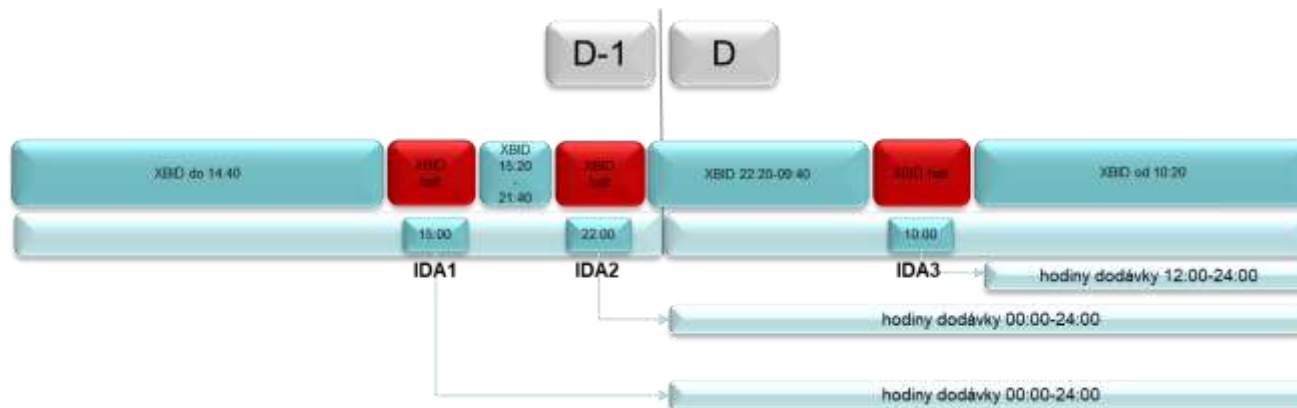 D-1
D
XBID do 14:40
XBID
halt
XBID
15:20
-
21:40
XBID
halt
XBID 22:20-09:40
XBID halt
XBID od 10:20
15:00
22:00
10:00
IDA1
IDA2
IDA3
hodiny dodávky 12:00-24:00
hodiny dodávky 00:00-24:00
hodiny dodávky 00:00-24:00